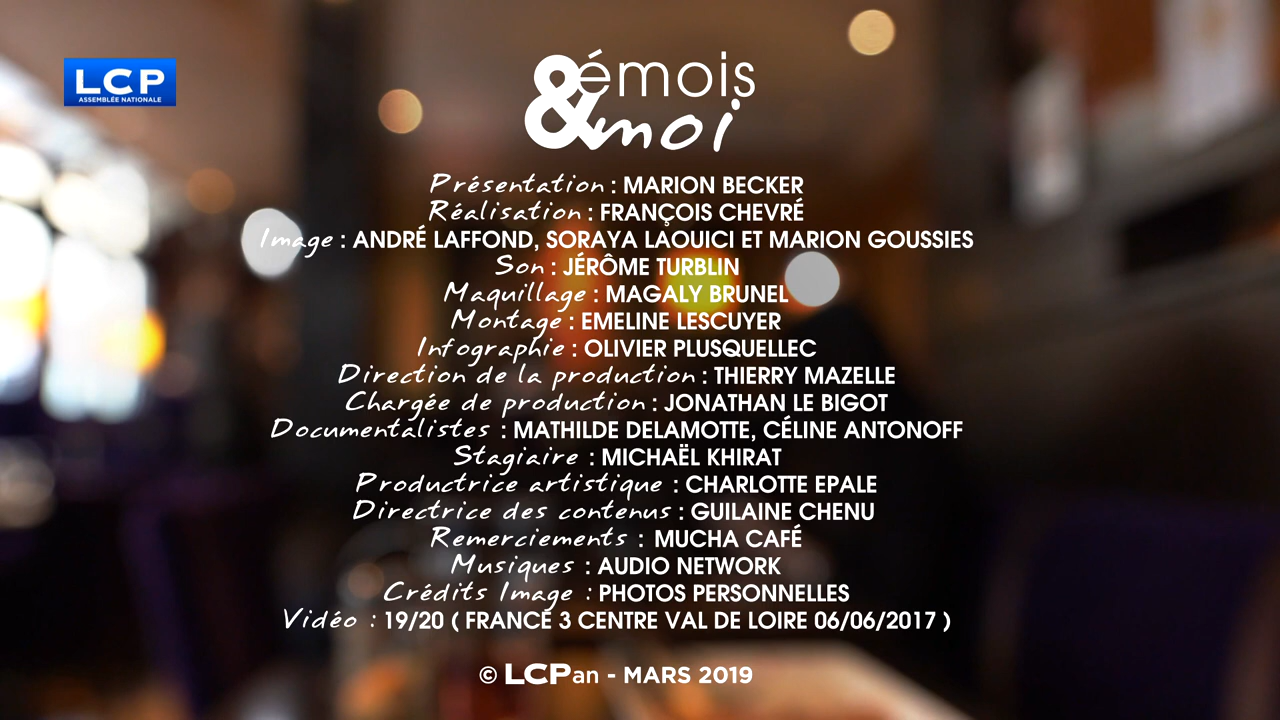 LCP
ASSEMBLÉE NATIONALE
&émois
moi
Présentation : MARION BECKER
Réalisation : FRANÇOIS CHEVRÉ
Image : ANDRÉ LAFFOND, SORAYA LAOUICI ET MARION GOUSSIES
Son : JÉRÔME TURBLIN
Maquillage : MAGALY BRUNEL
Montage : EMELINE LESCUYER
Infographie : OLIVIER PLUSQUELLEC
Direction de la production : THIERRY MAZELLE
Chargée de production : JONATHAN LE BIGOT
Documentalistes : MATHILDE DELAMOTTE, CÉLINE ANTONOFF
Stagiaire : MICHAËL KHIRAT
Productrice artistique : CHARLOTTE EPALE
Directrice des contenus : GUILAINE CHENU
Remerciements : MUCHA CAFÉ
Musiques : AUDIO NETWORK
Crédits Image : PHOTOS PERSONNELLES
Vidéo : 19/20 ( FRANCE 3 CENTRE VAL DE LOIRE 06/06/2017 )
© LCPan - MARS 2019